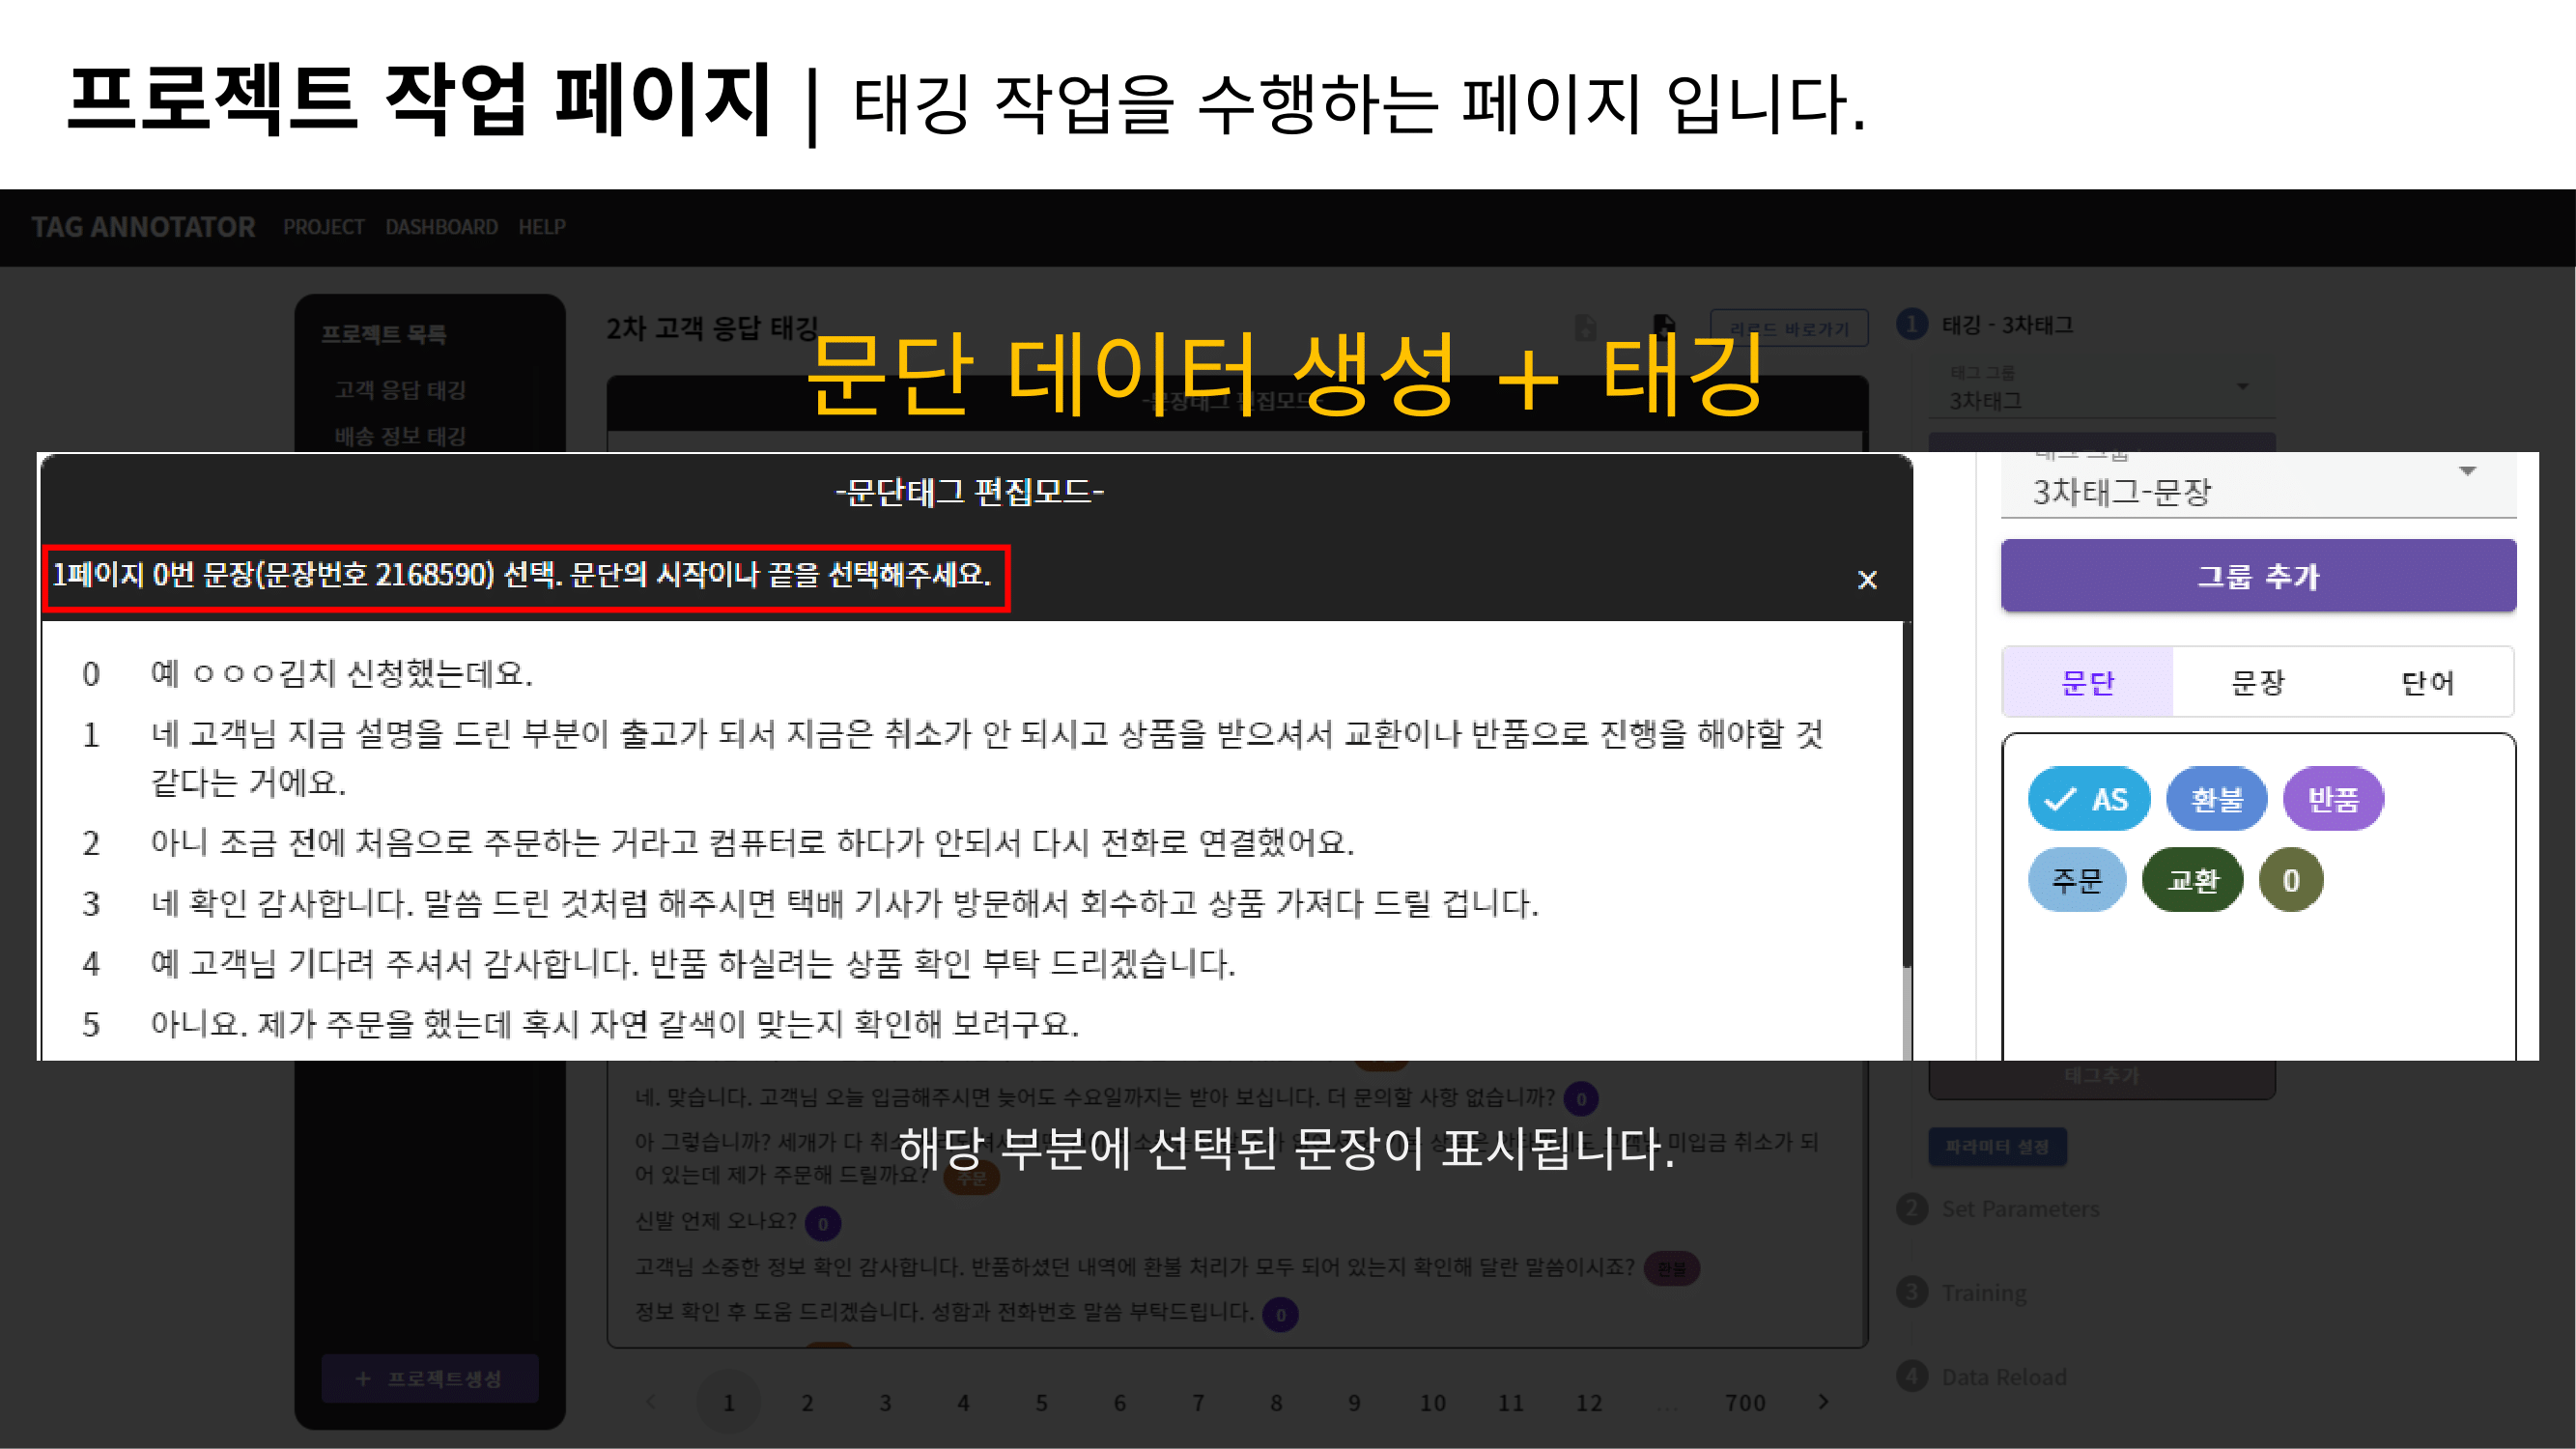 프로젝트 작업 페이지 | 태깅 작업을 수행하는 페이지 입니다.
TAG ANNOTATOR PROJECT DASHBOARD HELP
프로젝트 목록
고객 응답 태깅
배송 정보 태깅
+ 프로젝트생성
2차 고객 응답 태깅
리로드 바로가기
1 태깅 - 3차태그
태그 그룹
3차태그
문단 데이터 생성 + 태깅
-문장태그 편집모드-
-문단태그 편집모드-
1페이지 0번 문장(문장번호 2168590) 선택. 문단의 시작이나 끝을 선택해주세요.
×
0 예 ㅇㅇㅇ김치 신청했는데요.
1 네 고객님 지금 설명을 드린 부분이 출고가 되서 지금은 취소가 안 되시고 상품을 받으셔서 교환이나 반품으로 진행을 해야할 것
같다는 거에요.
2 아니 조금 전에 처음으로 주문하는 거라고 컴퓨터로 하다가 안되서 다시 전화로 연결했어요.
3 네 확인 감사합니다. 말씀 드린 것처럼 해주시면 택배 기사가 방문해서 회수하고 상품 가져다 드릴 겁니다.
4 예 고객님 기다려 주셔서 감사합니다. 반품 하실려는 상품 확인 부탁 드리겠습니다.
5 아니요. 제가 주문을 했는데 혹시 자연 갈색이 맞는지 확인해 보려구요.
3차태그-문장
그룹 추가
문단 문장 단어
AS 환불 반품
주문 교환 0
네. 맞습니다. 고객님 오늘 입금해주시면 늦어도 수요일까지는 받아 보십니다. 더 문의할 사항 없습니까? 0
아 그렇습니까? 세개가 다 취소 미입금 취소가 되
어 있는데 제가 주문해 드릴까요? 주문
해당 부분에 선택된 문장이 표시됩니다.
신발 언제 오나요? 0
고객님 소중한 정보 확인 감사합니다. 반품하셨던 내역에 환불 처리가 모두 되어 있는지 확인해 달란 말씀이시죠? 환불
정보 확인 후 도움 드리겠습니다. 성함과 전화번호 말씀 부탁드립니다. 0
태그추가
파라미터 설정
2 Set Parameters
3 Training
4 Data Reload
1 2 3 4 5 6 7 8 9 10 11 12 ... 700